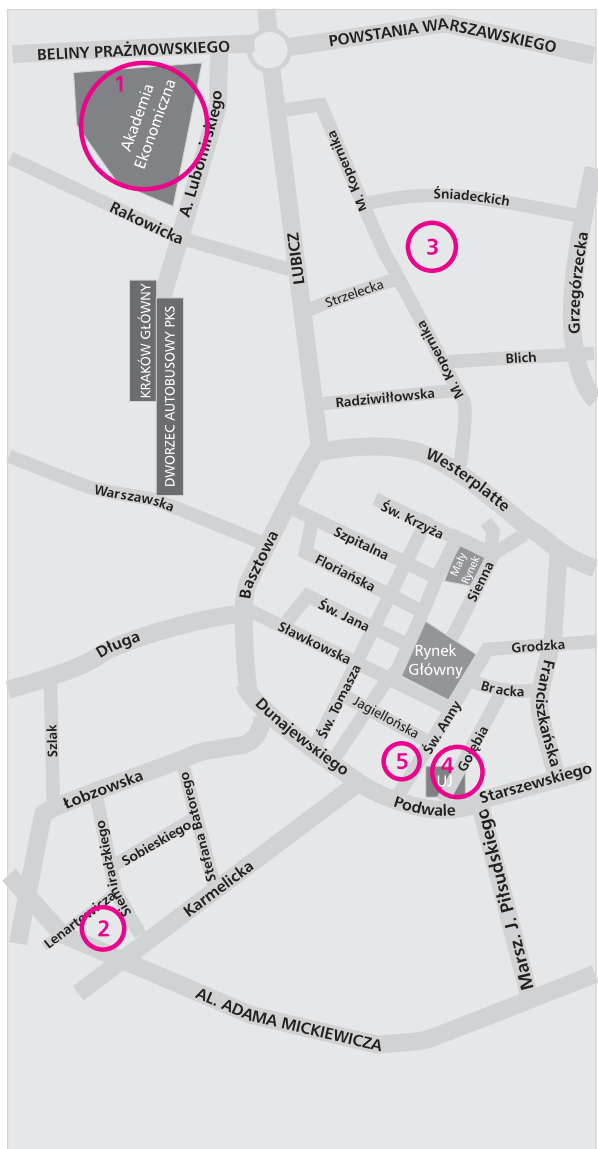 BELINY PRAŻMOWSKIEGO
POWSTANIA WARSZAWSKIEGO
1
Akademia
Ekonomiczna
A. Lubomirskiego
M. Kopernika
Śniadeckich
Rakowicka
LUBICZ
3
Grzegórzecka
KRAKÓW GŁÓWNY
DWORZEC AUTOBUSOWY PKS
Strzelecka
M. Kopernika
Blich
Radziwiłłowska
Westerplatte
Warszawska
Św. Krzyża
Szpitalna
Mały
Rynek
Sienna
Basztowa
Floriańska
Św. Jana
Długa
Sławkowska
Rynek
Główny
Grodzka
Bracka
Franciszkańska
Św. Tomasza
Jagiellońska
Św. Anny
Gołębia
Szlak
Dunajewskiego
5
4
UJ
Łobzowska
Podwale
Starszewskiego
Stefana Batorego
Sobieskiego
Siemiradzkiego
Marsz. J. Piłsudskiego
Karmelicka
Lenartowicza
2
AL. ADAMA MICKIEWICZA